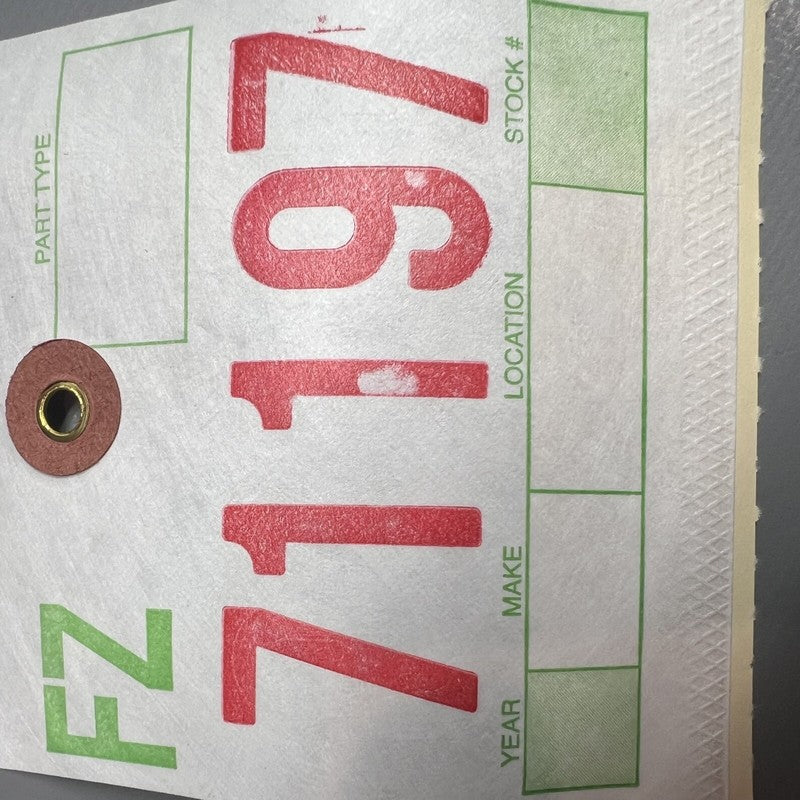 FZ
PART TYPE
71197
YEAR MAKE LOCATION STOCK #